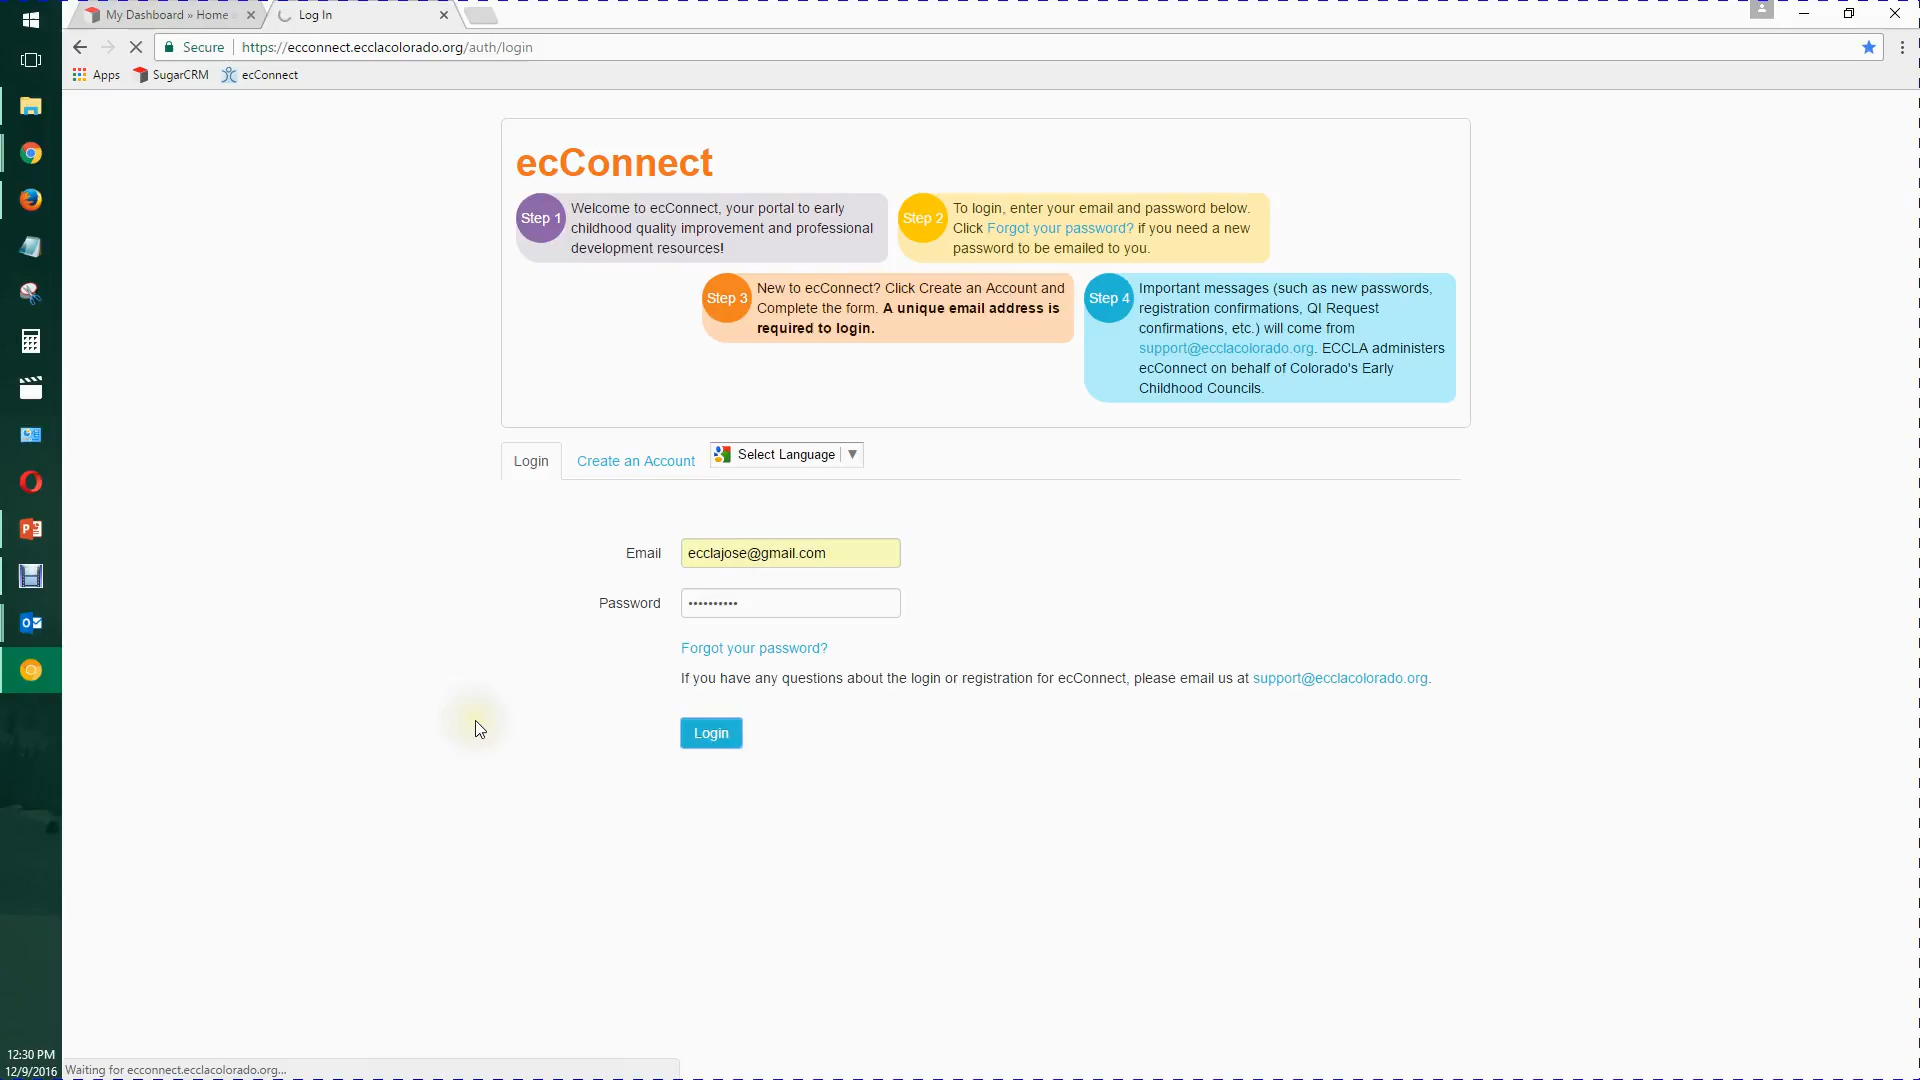 My Dashboard » Home
Log In
Secure
https://ecconnect.ecclacolorado.org/auth/login
Apps
SugarCRM
ecConnect
ecConnect
Step 1
Welcome to ecConnect, your portal to early
childhood quality improvement and professional
development resources!
Step 2
To login, enter your email and password below.
Click Forgot your password? if you need a new
password to be emailed to you.
Step 3
New to ecConnect? Click Create an Account and
Complete the form. A unique email address is
required to login.
Step 4
Important messages (such as new passwords,
registration confirmations, QI Request
confirmations, etc.) will come from
support@ecclacolorado.org. ECCLA administers
ecConnect on behalf of Colorado's Early
Childhood Councils.
Login
Create an Account
Select Language
Email
ecclajose@gmail.com
Password
••••••••••
Forgot your password?
If you have any questions about the login or registration for ecConnect, please email us at support@ecclacolorado.org.
Login
12:30 PM
12/9/2016
Waiting for ecconnect.ecclacolorado.org...